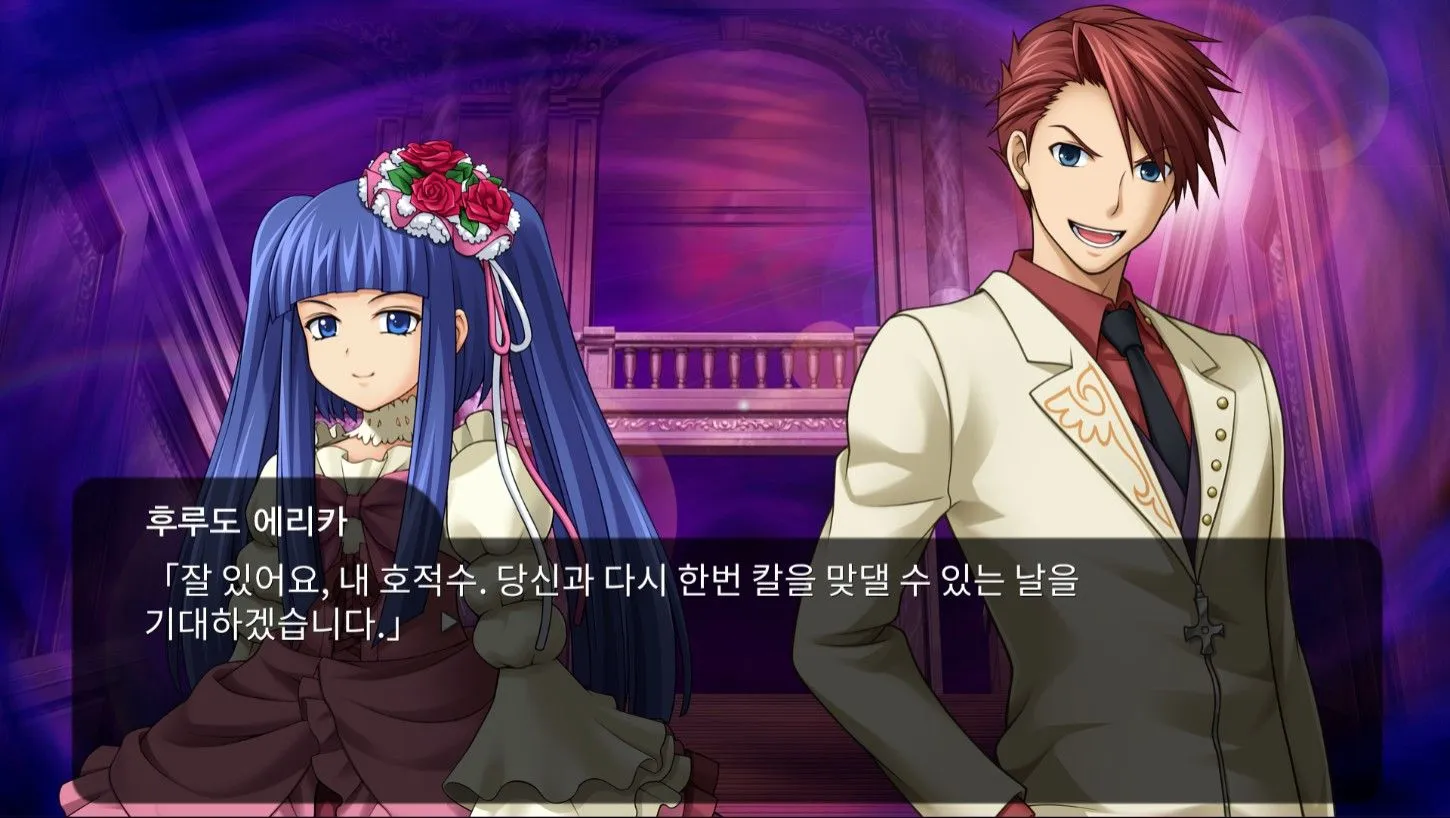 후루도 에리카
「잘 있어요, 내 호적수. 당신과 다시 한번 칼을 맞댈 수 있는 날을
기대하겠습니다.」